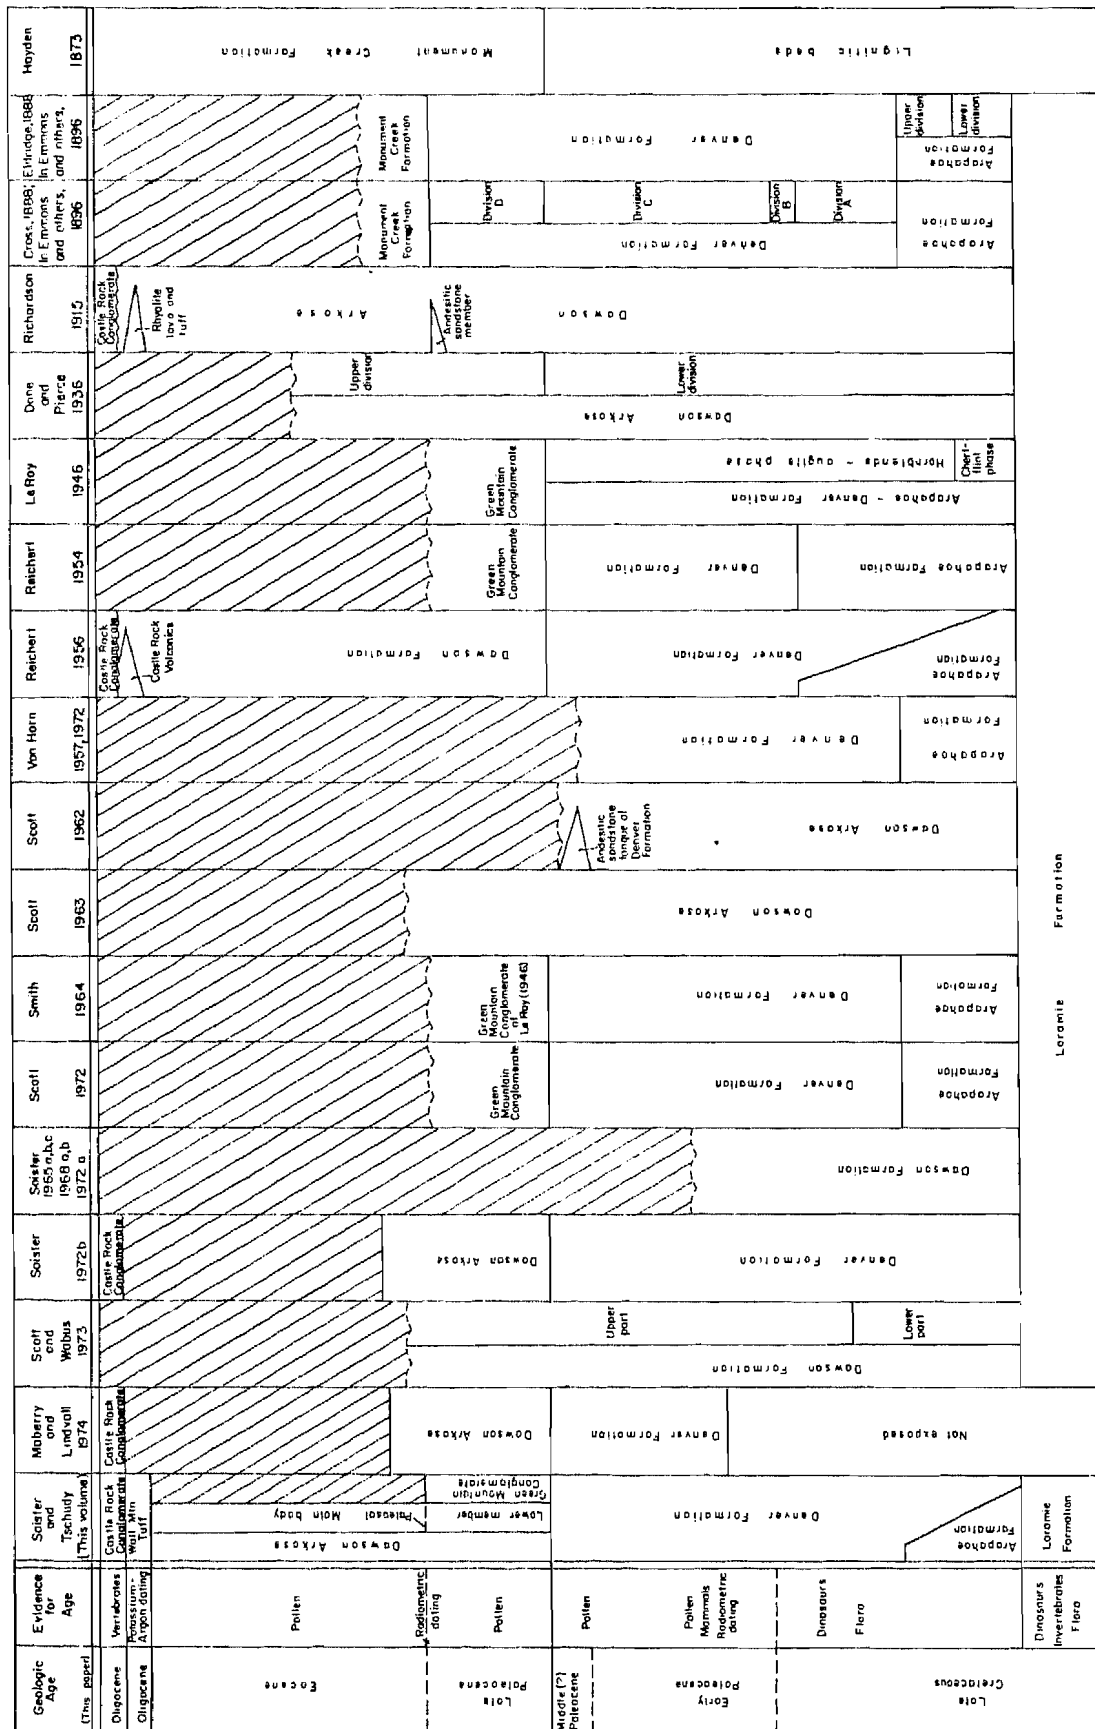 Geologic
Age
(This paper)
Oligocene
Oligocene
Eocene
Late
Paleocene
Middle (?)
Paleocene
Early
Paleocene
Late
Cretaceous
Evidence
for
Age
Vertebrates
Potassium-
Argon dating
Pollen
Radiometric
dating
Pollen
Pollen
Pollen
Mammals
Radiometric
dating
Dinosaurs
Flora
Dinosaurs
Invertebrates
Flora
Soister
and
Tschudy
(This volume)
Castle Rock
Conglomerate
Wall Mtn
Tuff
Dawson Arkose
Main body
Paleosol
Lower member
Green Mountain
Conglomerate
Denver Formation
Arapahoe
Formation
Laramie
Formation
Maberry
and
Lindvall
1974
Castle Rock
Conglomerate
Dawson Arkose
Denver Formation
Not exposed
Scott
and
Wobus
1973
Upper
part
Lower
part
Dawson Formation
Soister
1972b
Castle Rock
Conglomerate
Dawson Arkose
Denver Formation
Soister
1965 a,b,c
1968 a,b
1972 a
Dawson Formation
Scott
1972
Green
Mountain
Conglomerate
Denver Formation
Arapahoe
Formation
Smith
1964
Green
Mountain
Conglomerate
of
Le Roy (1946)
Denver Formation
Arapahoe
Formation
Scott
1963
Dawson Arkose
Scott
1962
Andesitic
sandstone
tongue of
Denver
Formation
Dawson Arkose
Van Horn
1957, 1972
Denver Formation
Arapahoe
Formation
Reichert
1956
Castle Rock
Conglomerate
Castle Rock
Volcanics
Dawson Formation
Denver Formation
Arapahoe
Formation
Reichert
1954
Green
Mountain
Conglomerate
Denver Formation
Arapahoe Formation
LeRoy
1946
Green
Mountain
Conglomerate
Hornblende - augite phase
Chert-
flint
phase
Arapahoe - Denver Formation
Dane
and
Pierce
1936
Upper
division
Lower
division
Dawson Arkose
Richardson
1915
Castle Rock
Conglomerate
Rhyolite
lava and
tuff
Andesitic
sandstone
member
Dawson Arkose
Cross, 1888;
In Emmons
and others,
1896
Monument
Creek
Formation
Division
D
Division
C
Division
B
Division
A
Denver Formation
Arapahoe
Formation
Eldridge, 1888
In Emmons
and others,
1896
Monument Creek
Formation
Denver Formation
Upper
division
Lower
division
Arapahoe
Formation
Hayden
1873
Monument Creek Formation
Lignitic beds
Laramie Formation